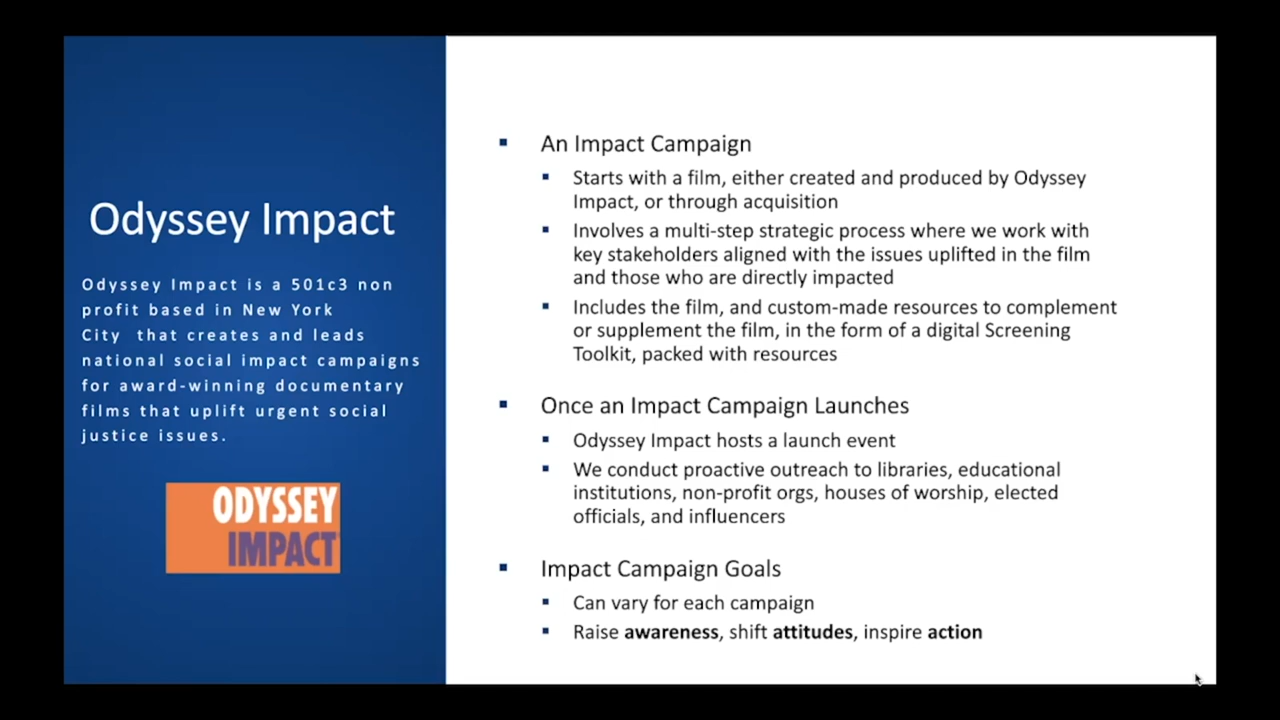 Odyssey Impact
Odyssey Impact is a 501c3 non
profit based in New York
City  that creates and leads
national social impact campaigns
for award-winning documentary
films that uplift urgent social
justice issues.
ODYSSEY
IMPACT
▪ An Impact Campaign
▪ Starts with a film, either created and produced by Odyssey
Impact, or through acquisition
▪ Involves a multi-step strategic process where we work with
key stakeholders aligned with the issues uplifted in the film
and those who are directly impacted
▪ Includes the film, and custom-made resources to complement
or supplement the film, in the form of a digital Screening
Toolkit, packed with resources
▪ Once an Impact Campaign Launches
▪ Odyssey Impact hosts a launch event
▪ We conduct proactive outreach to libraries, educational
institutions, non-profit orgs, houses of worship, elected
officials, and influencers
▪ Impact Campaign Goals
▪ Can vary for each campaign
▪ Raise awareness, shift attitudes, inspire action